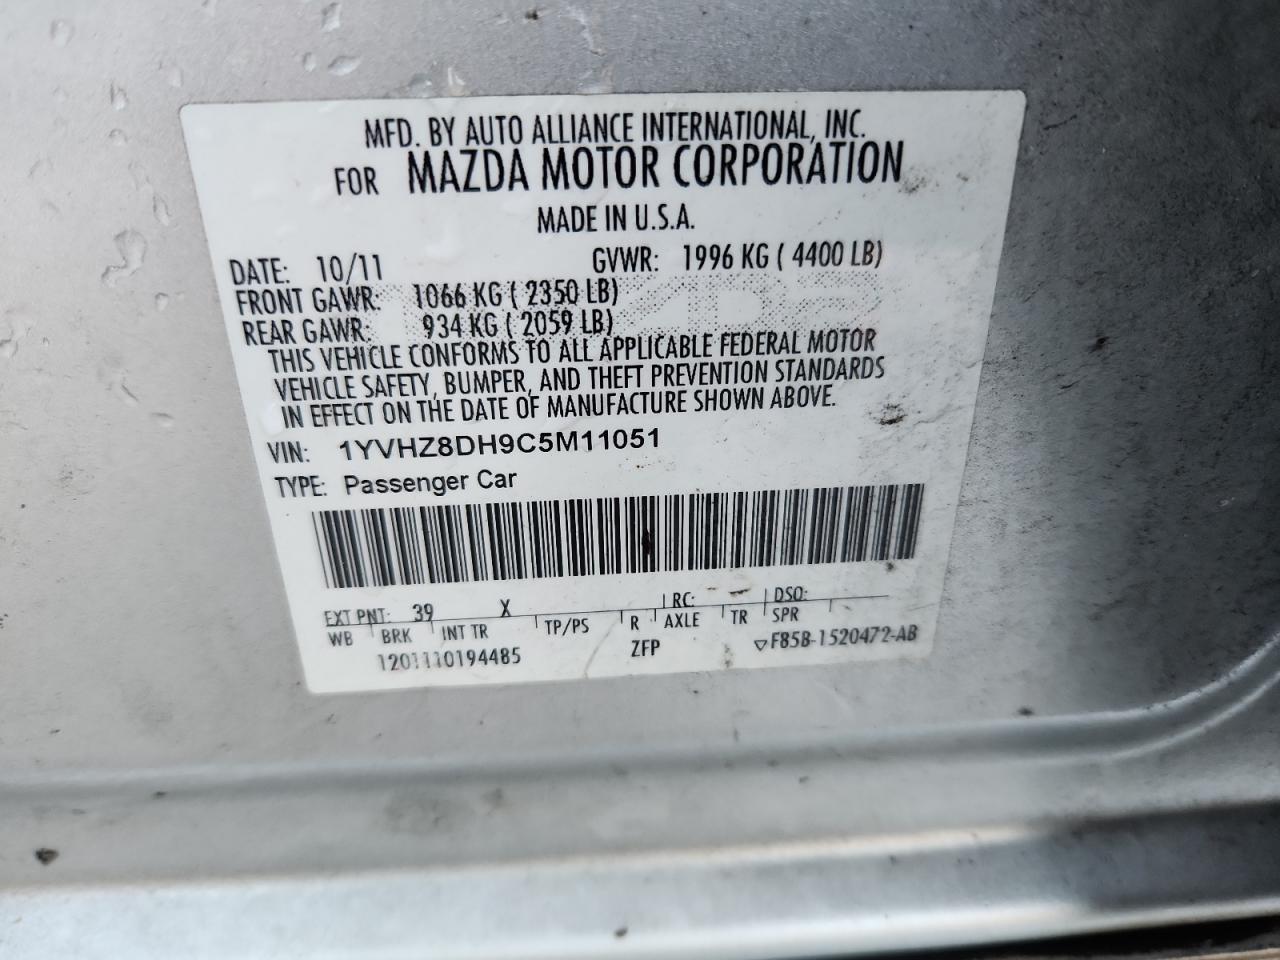 MFD. BY AUTO ALLIANCE INTERNATIONAL, INC.
FOR MAZDA MOTOR CORPORATION
MADE IN U.S.A.
DATE: 10/11 GVWR: 1996 KG ( 4400 LB)
FRONT GAWR: 1066 KG ( 2350 LB)
REAR GAWR: 934 KG ( 2059 LB)
THIS VEHICLE CONFORMS TO ALL APPLICABLE FEDERAL MOTOR
VEHICLE SAFETY, BUMPER, AND THEFT PREVENTION STANDARDS
IN EFFECT ON THE DATE OF MANUFACTURE SHOWN ABOVE.
VIN: 1YVHZ8DH9C5M11051
TYPE: Passenger Car
EXT PNT: 39 X RC: DSO:
WB BRK INT TR TP/PS R AXLE TR SPR
1201110194485 ZFP ▽F85B-1520472-AB